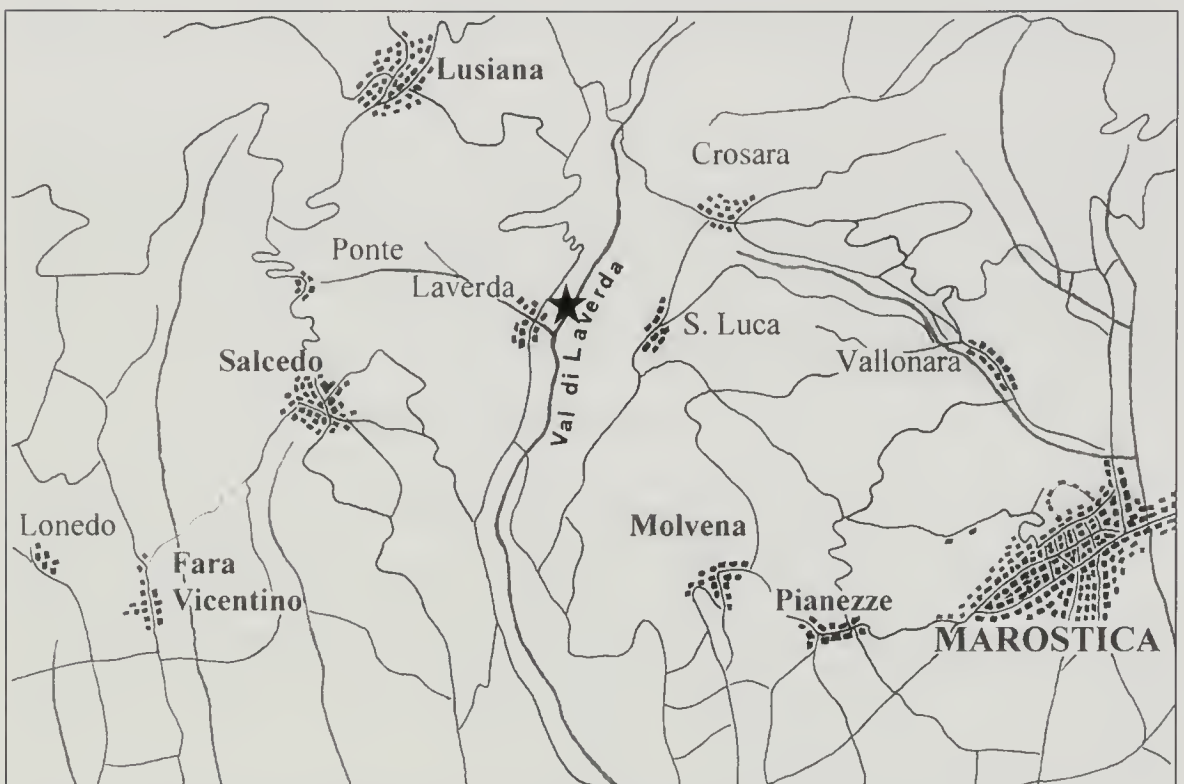 Lusiana
Crosara
Ponte
Laverda
Val di Laverda
S. Luca
Vallonara
Salcedo
Lonedo
Fara
Vicentino
Molvena
Pianezze
MAROSTICA